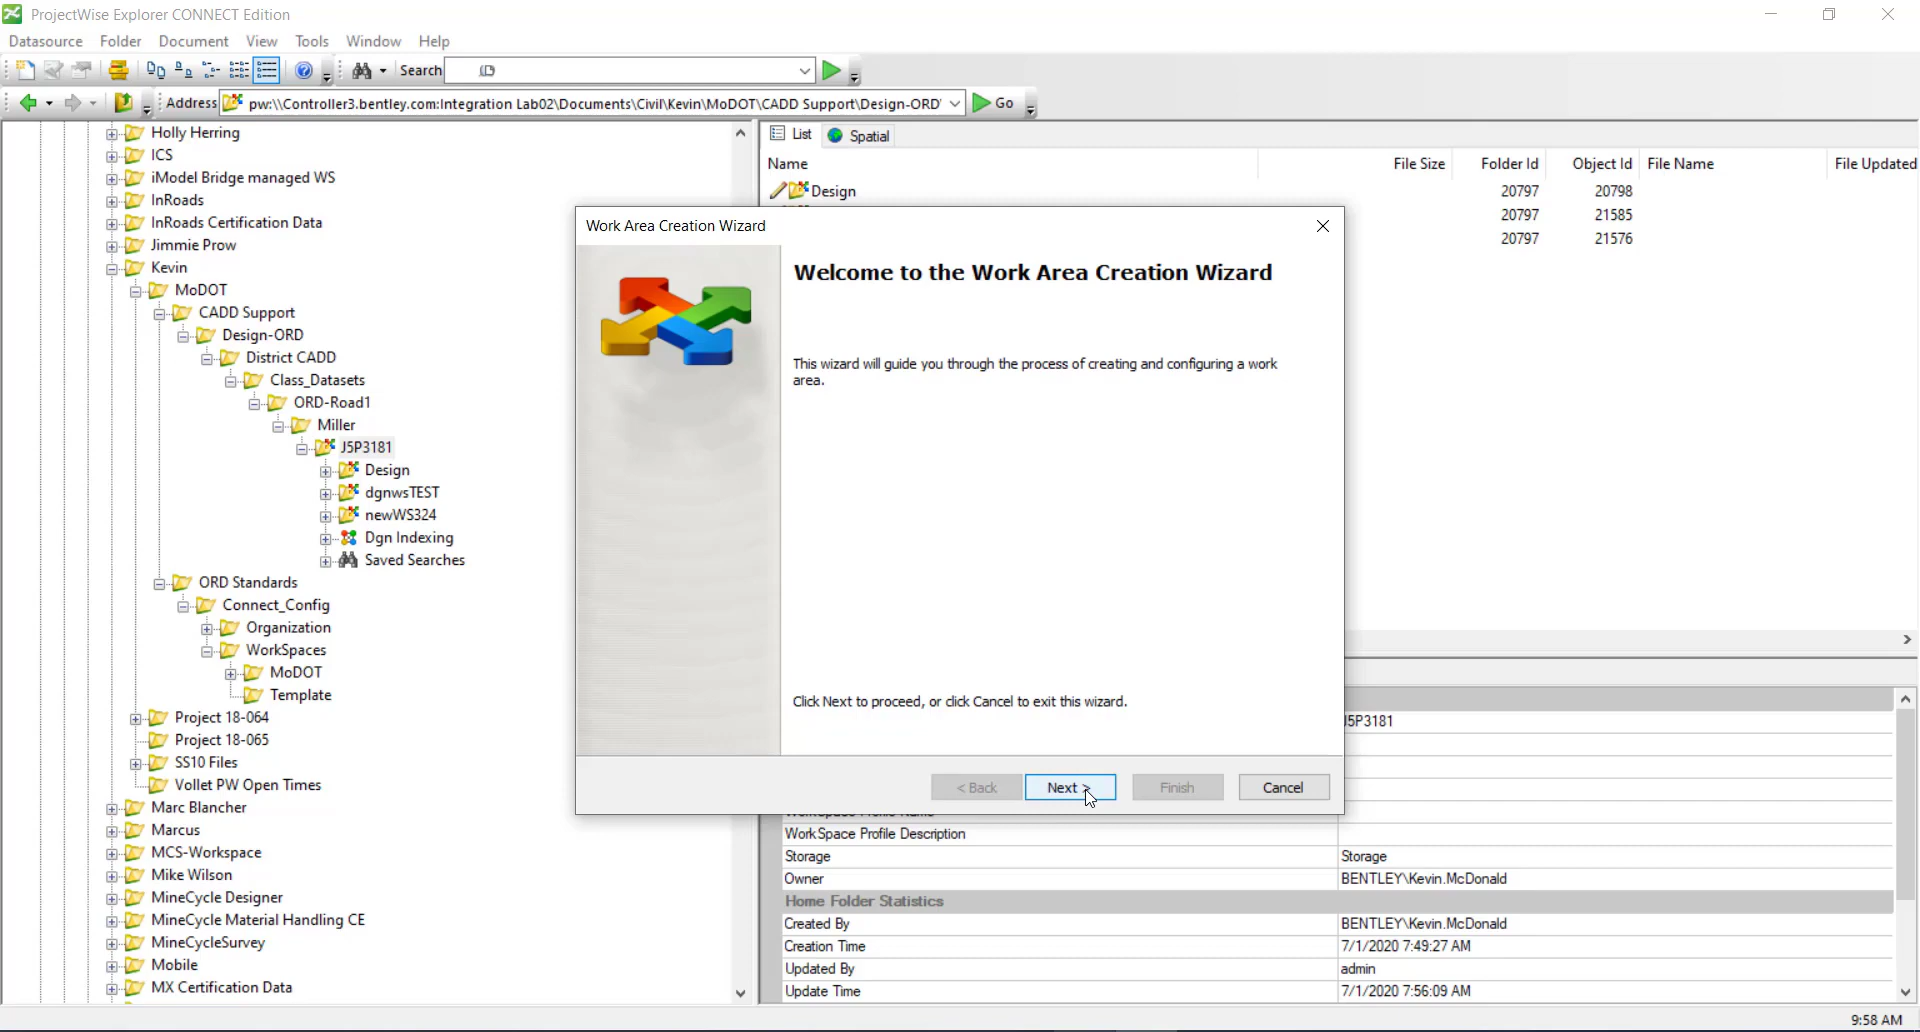 ProjectWise Explorer CONNECT Edition
Datasource Folder Document View Tools Window Help
Search
Address pw:\\Controller3.bentley.com:Integration Lab02\Documents\Civil\Kevin\MoDOT\CADD Support\Design-ORD\ Go
Holly Herring
ICS
iModel Bridge managed WS
InRoads
InRoads Certification Data
Jimmie Prow
Kevin
MoDOT
CADD Support
Design-ORD
District CADD
Class_Datasets
ORD-Road1
Miller
J5P3181
Design
dgnwsTEST
newWS324
Dgn Indexing
Saved Searches
ORD Standards
Connect_Config
Organization
WorkSpaces
MoDOT
Template
Project 18-064
Project 18-065
SS10 Files
Vollet PW Open Times
Marc Blancher
Marcus
MCS-Workspace
Mike Wilson
MineCycle Designer
MineCycle Material Handling CE
MineCycleSurvey
Mobile
MX Certification Data
List Spatial
Name File Size Folder Id Object Id File Name File Updated
Design 20797 20798
20797 21585
20797 21576
Work Area Creation Wizard
Welcome to the Work Area Creation Wizard
This wizard will guide you through the process of creating and configuring a work
area.
Click Next to proceed, or click Cancel to exit this wizard.
< Back Next > Finish Cancel
J5P3181
WorkSpace Profile Name
WorkSpace Profile Description
Storage Storage
Owner BENTLEY\Kevin.McDonald
Home Folder Statistics
Created By BENTLEY\Kevin.McDonald
Creation Time 7/1/2020 7:49:27 AM
Updated By admin
Update Time 7/1/2020 7:56:09 AM
9:58 AM